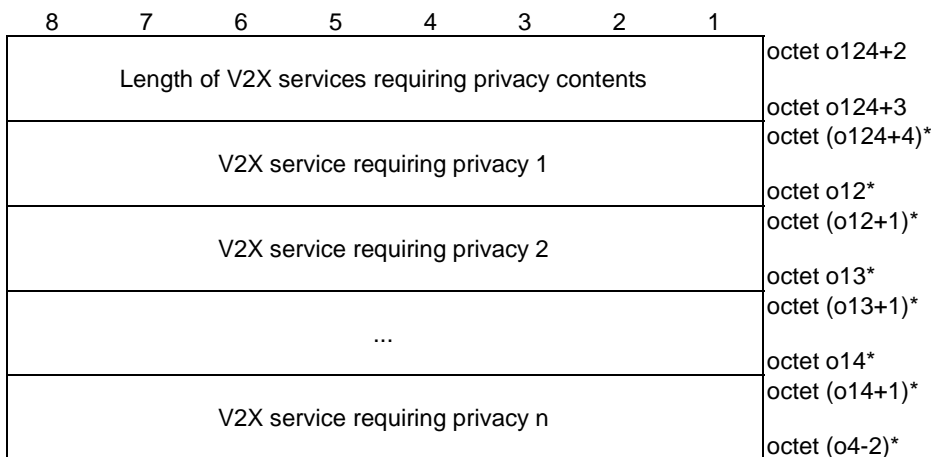 8 7 6 5 4 3 2 1
octet o124+2
Length of V2X services requiring privacy contents
octet o124+3
octet (o124+4)*
V2X service requiring privacy 1
octet o12*
octet (o12+1)*
V2X service requiring privacy 2
octet o13*
octet (o13+1)*
...
octet o14*
octet (o14+1)*
V2X service requiring privacy n
octet (o4-2)*